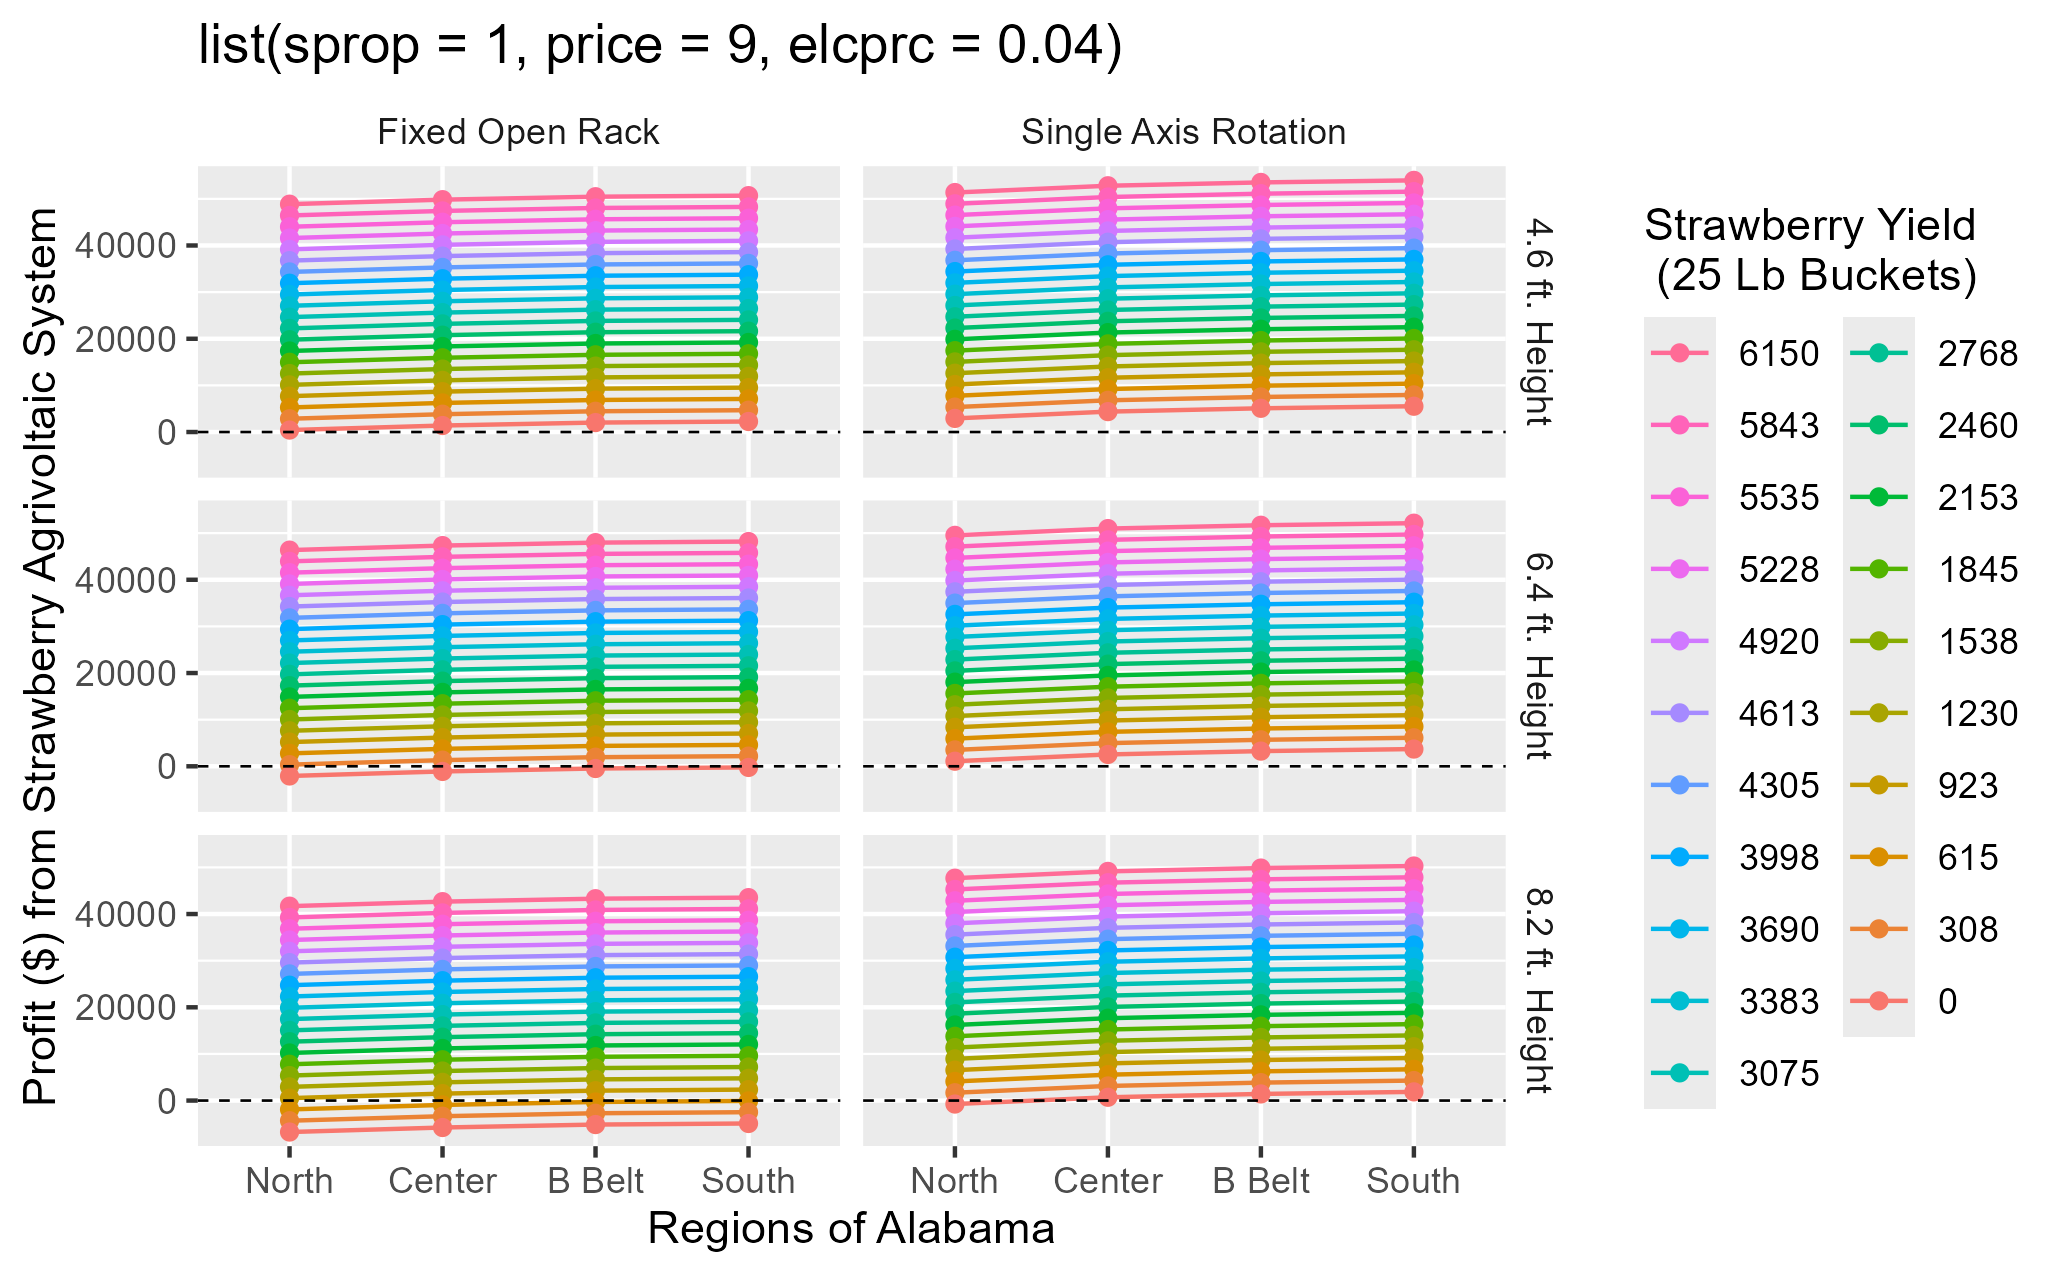 list(sprop = 1, price = 9, elcprc = 0.04)
Fixed Open Rack
Single Axis Rotation
Profit ($) from Strawberry Agrivoltaic System
40000
20000
0
4.6 ft. Height
40000
20000
0
6.4 ft. Height
40000
20000
0
8.2 ft. Height
North
Center
B Belt
South
North
Center
B Belt
South
Regions of Alabama
Strawberry Yield
(25 Lb Buckets)
6150
5843
5535
5228
4920
4613
4305
3998
3690
3383
3075
2768
2460
2153
1845
1538
1230
923
615
308
0